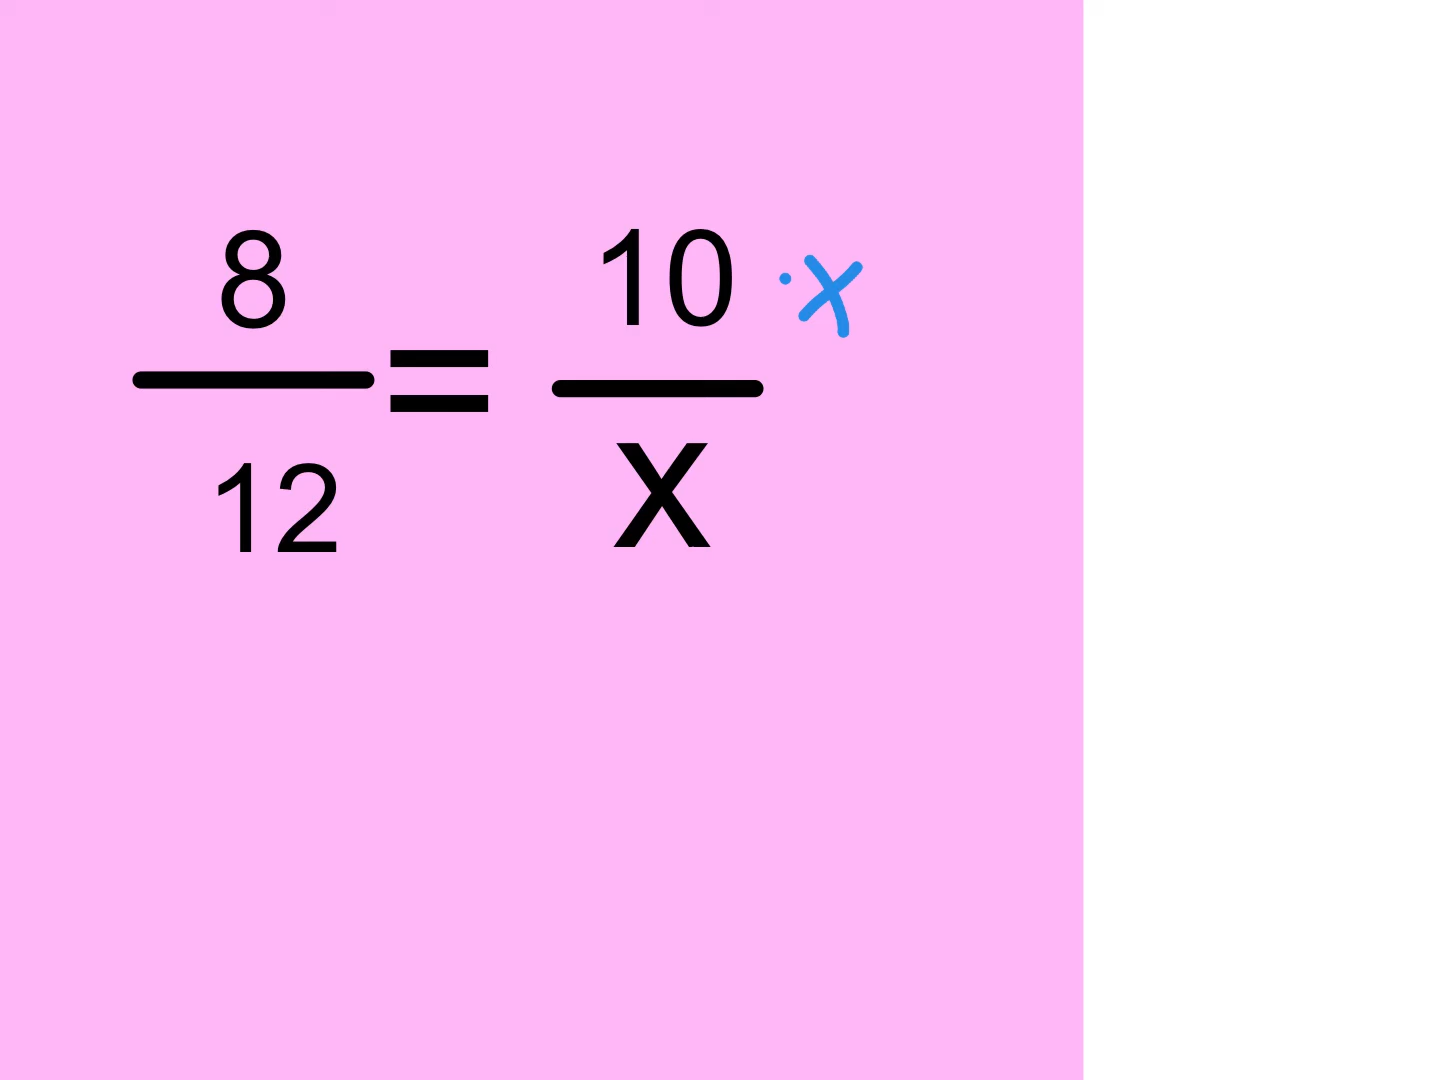 8/12 = 10/x · x